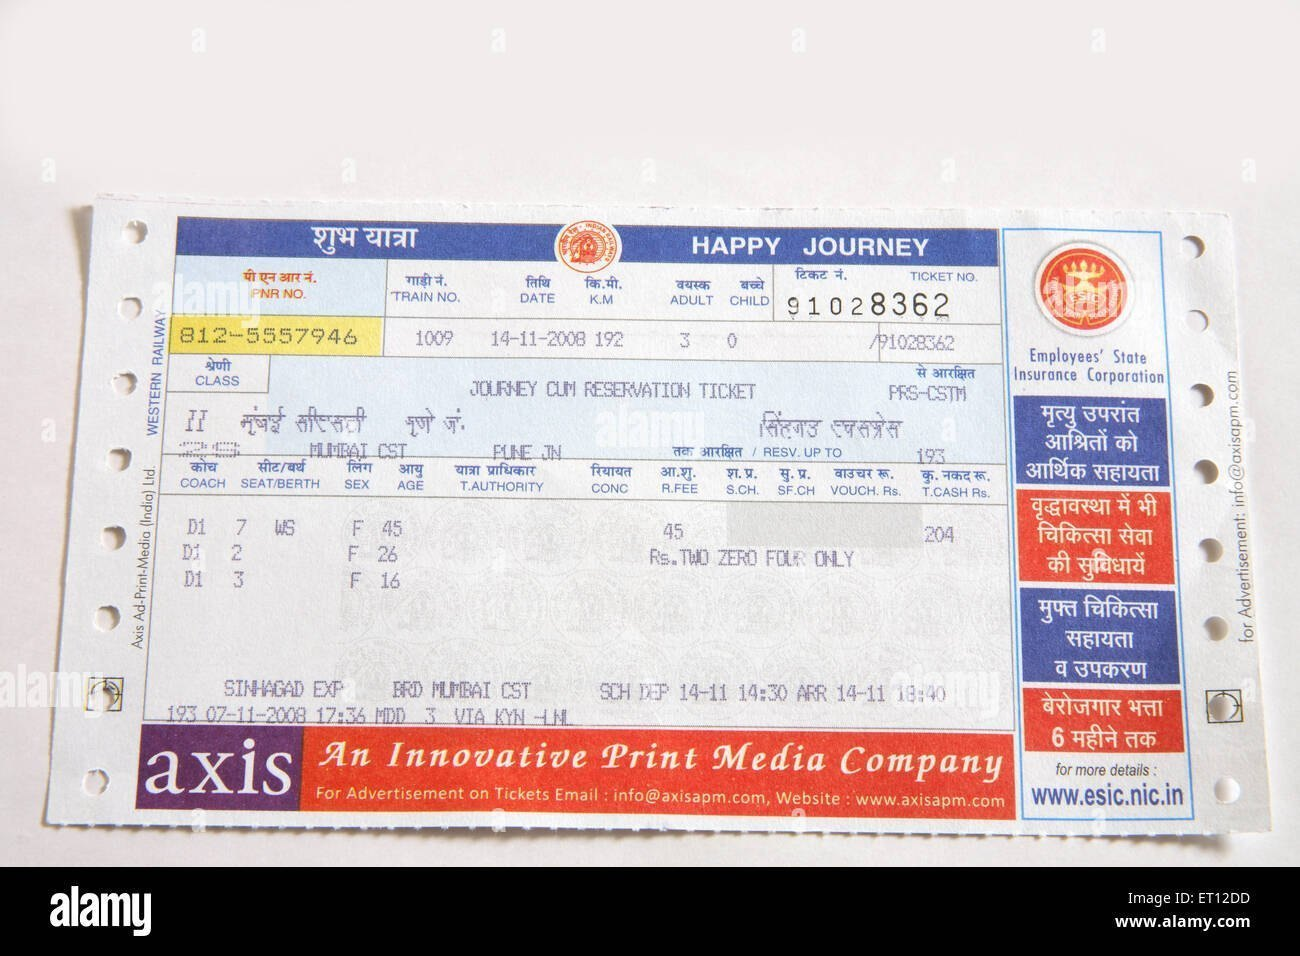 शुभ यात्रा HAPPY JOURNEY
पी एन आर नं. गाड़ी नं. तिथि कि.मी. वयस्क बच्चे टिकट नं. TICKET NO.
PNR NO. TRAIN NO. DATE K.M ADULT CHILD 91028362
812-5557946 1009 14-11-2008 192 3 0 /91028362
श्रेणी
CLASS
JOURNEY CUM RESERVATION TICKET
से आरक्षित
PRS-CSTM
II मुंबई सीएसटी पुणे जं. सिंहगड एक्सप्रेस
MUMBAI CST PUNE JN तक आरक्षित / RESV. UP TO 193
कोच सीट/बर्थ लिंग आयु यात्रा प्राधिकार रियायत आ.शु. श.प्र. सु.प्र. वाउचर रू. कु. नकद रू.
COACH SEAT/BERTH SEX AGE T.AUTHORITY CONC R.FEE S.CH. SF.CH VOUCH. Rs. T.CASH Rs.
D1 7 WS F 45 45 204
D1 2 F 26 Rs.TWO ZERO FOUR ONLY
D1 3 F 16
SINHAGAD EXP BRD MUMBAI CST SCH DEP 14-11 14:30 ARR 14-11 18:40
193 07-11-2008 17:36 MDD 3 VIA KYN -LNL
axis An Innovative Print Media Company
For Advertisement on Tickets Email : info@axisapm.com, Website : www.axisapm.com
WESTERN RAILWAY
Axis Ad-Print-Media (India) Ltd.
ESIC
Employees' State
Insurance Corporation
मृत्यु उपरांत
आश्रितों को
आर्थिक सहायता
वृद्धावस्था में भी
चिकित्सा सेवा
की सुविधायें
मुफ्त चिकित्सा
सहायता
व उपकरण
बेरोजगार भत्ता
6 महीने तक
for more details :
www.esic.nic.in
for Advertisement: info@axisapm.com
alamy
Image ID: ET12DD
www.alamy.com